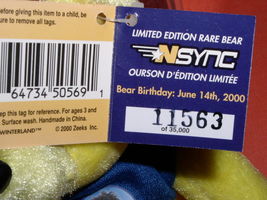 before giving this item to a child, be
sure to remove all tags.
64734 50569 1
Keep this tag for reference. For ages 3 and
Surface wash. Handmade in China.
WINTERLAND™ © 2000 Zeeks Inc.
LIMITED EDITION RARE BEAR
NSYNC
OURSON D'ÉDITION LIMITÉE
Bear Birthday: June 14th, 2000
11563
of 35,000